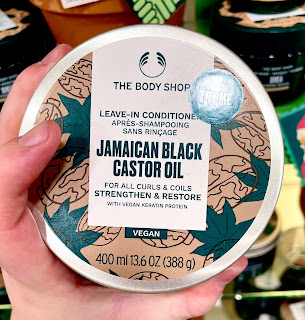 THE BODY SHOP
LEAVE-IN CONDITIONER
APRÈS-SHAMPOOING
SANS RINÇAGE
JAMAICAN BLACK
CASTOR OIL
FOR ALL CURLS & COILS
STRENGTHEN & RESTORE
WITH VEGAN KERATIN PROTEIN
VEGAN
400 ml 13.6 OZ (388 g)